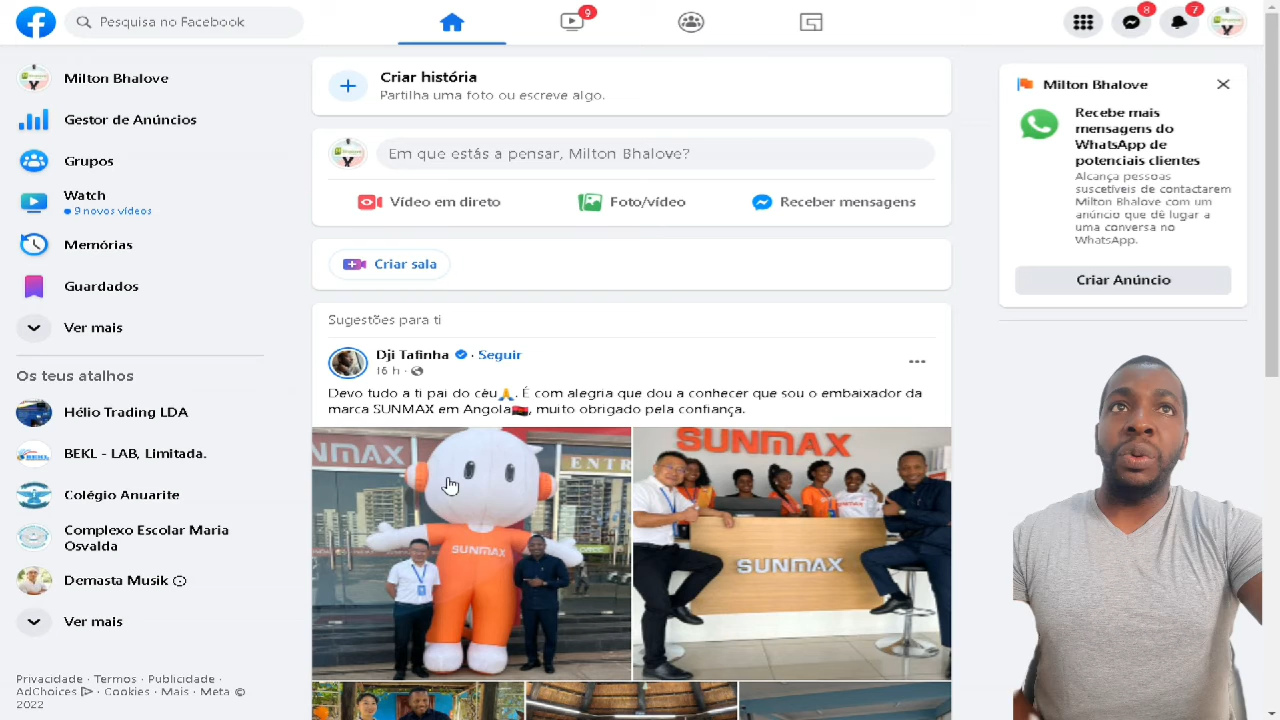 Pesquisa no Facebook
9
8
7
Milton Bhalove
Gestor de Anúncios
Grupos
Watch
9 novos vídeos
Memórias
Guardados
Ver mais
Os teus atalhos
Hélio Trading LDA
BEKL - LAB, Limitada.
Colégio Anuarite
Complexo Escolar Maria
Osvalda
Demasta Musik
Ver mais
Privacidade · Termos · Publicidade ·
AdChoices · Cookies · Mais · Meta ©
2022
Criar história
Partilha uma foto ou escreve algo.
Em que estás a pensar, Milton Bhalove?
Vídeo em direto
Foto/vídeo
Receber mensagens
Criar sala
Sugestões para ti
Dji Tafinha · Seguir
16 h ·
Devo tudo a ti pai do céu🙏. É com alegria que dou a conhecer que sou o embaixador da
marca SUNMAX em Angola🇦🇴, muito obrigado pela confiança.
NMAX
ENTR
SUNMAX
SUNMAX
SUNMAX
Milton Bhalove
Recebe mais
mensagens do
WhatsApp de
potenciais clientes
Alcança pessoas
suscetíveis de contactarem
Milton Bhalove com um
anúncio que dê lugar a
uma conversa no
WhatsApp.
Criar Anúncio